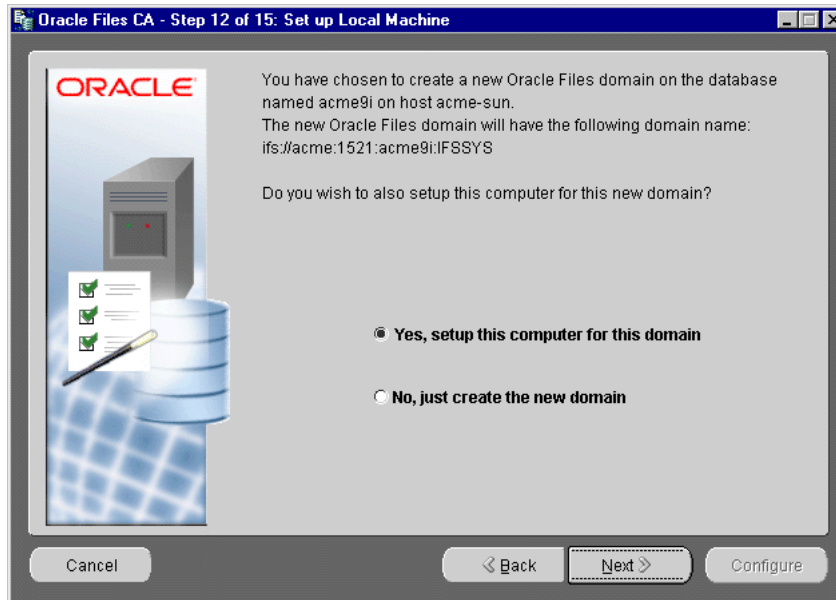 Oracle Files CA - Step 12 of 15: Set up Local Machine
ORACLE
You have chosen to create a new Oracle Files domain on the database
named acme9i on host acme-sun.
The new Oracle Files domain will have the following domain name:
ifs://acme:1521:acme9i:IFSSYS
Do you wish to also setup this computer for this new domain?
Yes, setup this computer for this domain
No, just create the new domain
Cancel
Back
Next
Configure